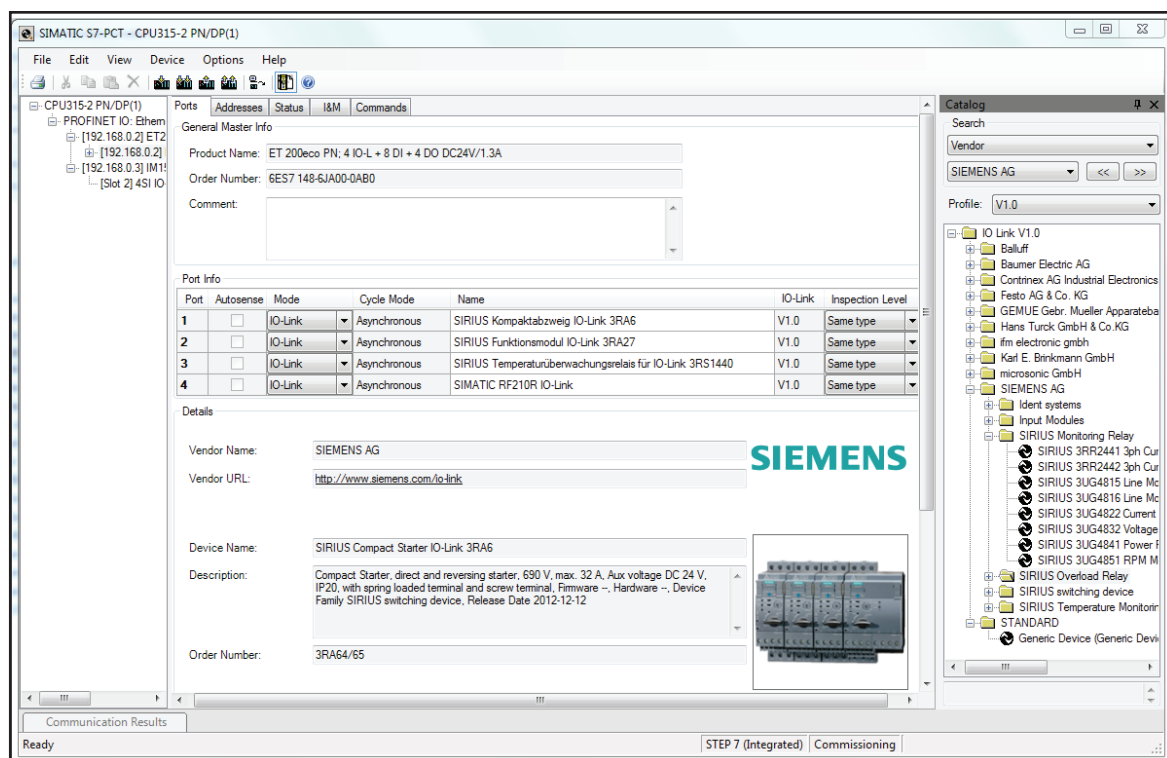 SIMATIC S7-PCT - CPU315-2 PN/DP(1)
File Edit View Device Options Help
CPU315-2 PN/DP(1)
PROFINET IO: Ethern
[192.168.0.2] ET2
[192.168.0.2]
[192.168.0.3] IM15
[Slot 2] 4SI IO-
Ports Addresses Status I&M Commands
General Master Info
Product Name: ET 200eco PN; 4 IO-L + 8 DI + 4 DO DC24V/1.3A
Order Number: 6ES7 148-6JA00-0AB0
Comment:
Port Info
Port Autosense Mode Cycle Mode Name IO-Link Inspection Level
1 IO-Link Asynchronous SIRIUS Kompaktabzweig IO-Link 3RA6 V1.0 Same type
2 IO-Link Asynchronous SIRIUS Funktionsmodul IO-Link 3RA27 V1.0 Same type
3 IO-Link Asynchronous SIRIUS Temperaturüberwachungsrelais für IO-Link 3RS1440 V1.0 Same type
4 IO-Link Asynchronous SIMATIC RF210R IO-Link V1.0 Same type
Details
Vendor Name: SIEMENS AG
SIEMENS
Vendor URL: http://www.siemens.com/io-link
Device Name: SIRIUS Compact Starter IO-Link 3RA6
Description: Compact Starter, direct and reversing starter, 690 V, max. 32 A, Aux voltage DC 24 V,
IP20, with spring loaded terminal and screw terminal, Firmware --, Hardware --, Device
Family SIRIUS switching device, Release Date 2012-12-12
Order Number: 3RA64/65
Catalog
Search
Vendor
SIEMENS AG << >>
Profile: V1.0
IO Link V1.0
Balluff
Baumer Electric AG
Contrinex AG Industrial Electronics
Festo AG & Co. KG
GEMUE Gebr. Mueller Apparateba
Hans Turck GmbH & Co.KG
ifm electronic gmbh
Karl E. Brinkmann GmbH
microsonic GmbH
SIEMENS AG
Ident systems
Input Modules
SIRIUS Monitoring Relay
SIRIUS 3RR2441 3ph Cur
SIRIUS 3RR2442 3ph Cur
SIRIUS 3UG4815 Line Mo
SIRIUS 3UG4816 Line Mo
SIRIUS 3UG4822 Current
SIRIUS 3UG4832 Voltage
SIRIUS 3UG4841 Power F
SIRIUS 3UG4851 RPM M
SIRIUS Overload Relay
SIRIUS switching device
SIRIUS Temperature Monitorin
STANDARD
Generic Device (Generic Devi
Communication Results
Ready STEP 7 (Integrated) Commissioning